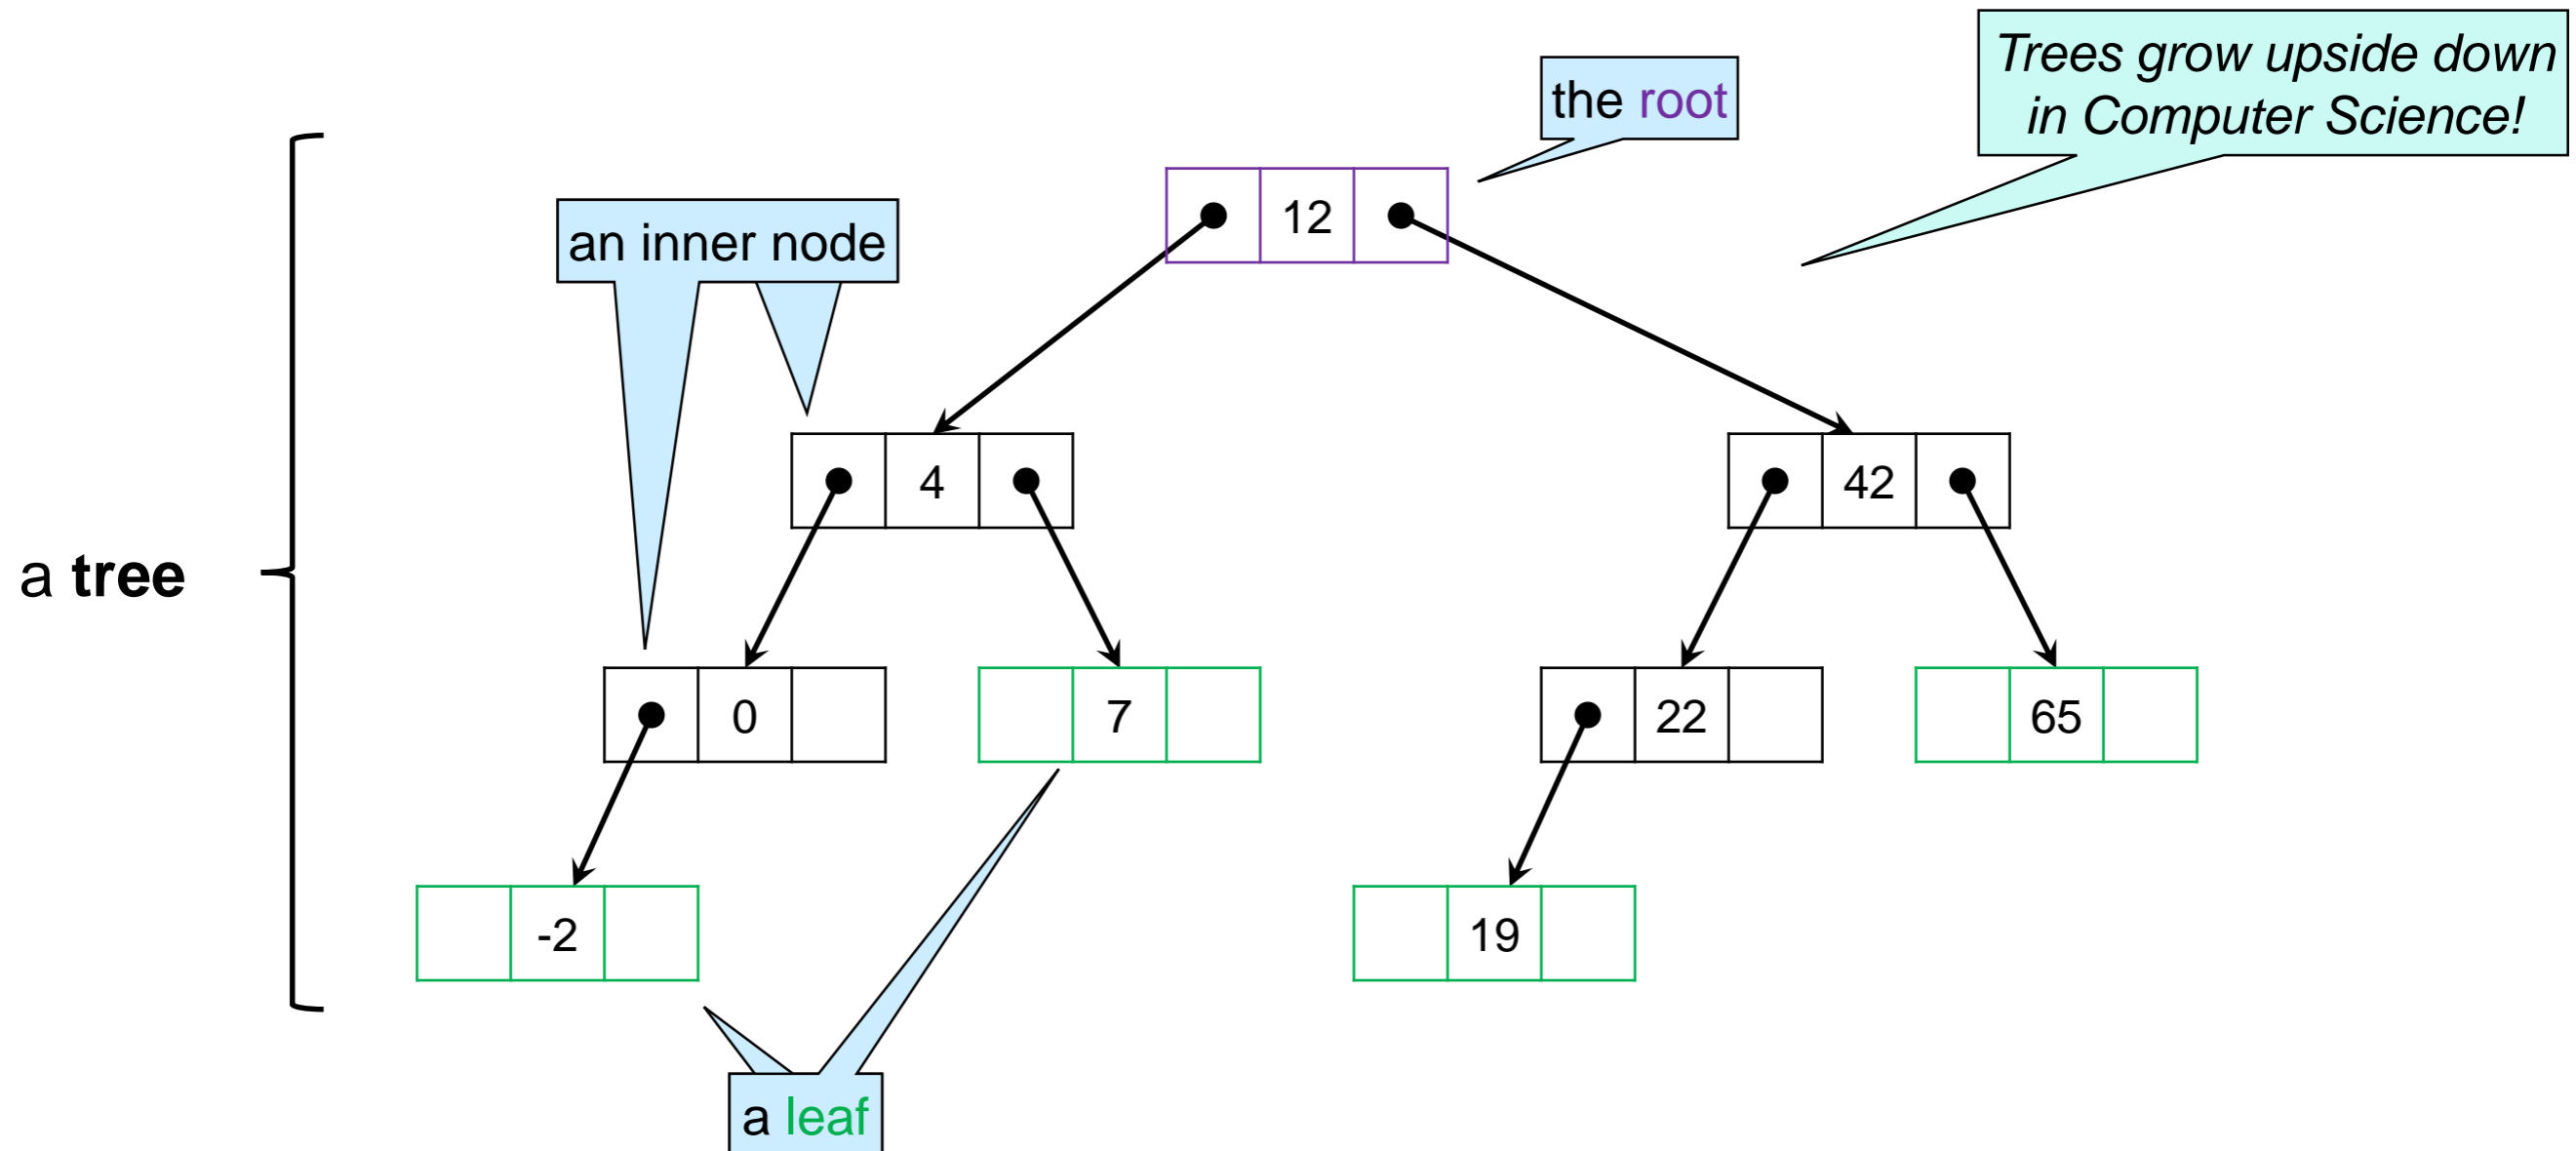 Trees grow upside down
in Computer Science!
the root
12
an inner node
4
42
a tree
0
7
22
65
-2
19
a leaf